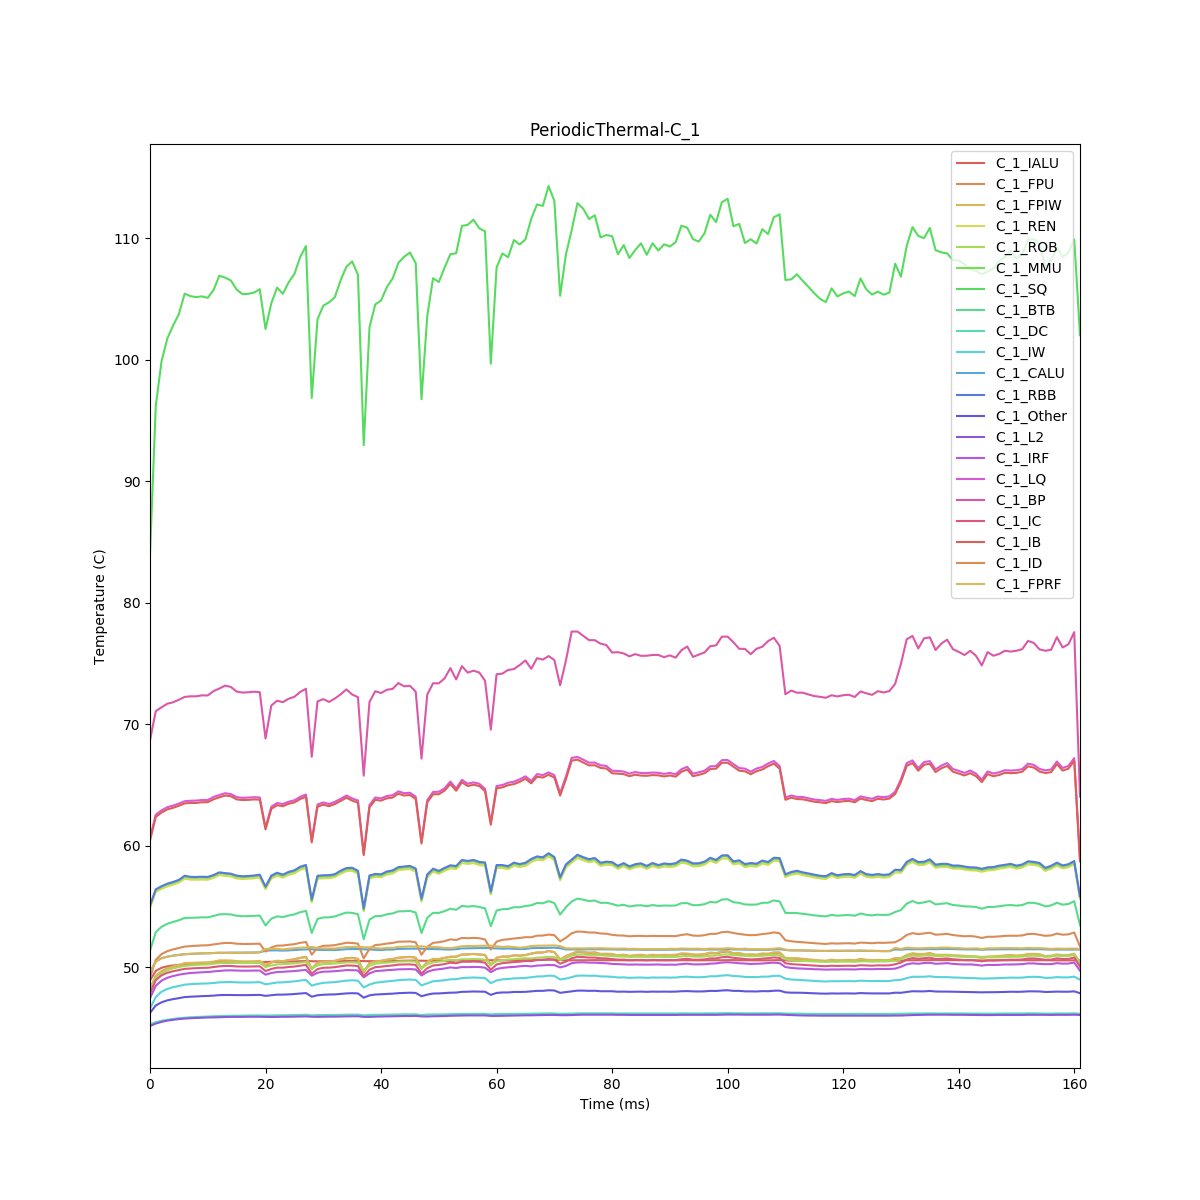 PeriodicThermal-C_1
C_1_IALU
C_1_FPU
C_1_FPIW
C_1_REN
C_1_ROB
C_1_MMU
C_1_SQ
C_1_BTB
C_1_DC
C_1_IW
C_1_CALU
C_1_RBB
C_1_Other
C_1_L2
C_1_IRF
C_1_LQ
C_1_BP
C_1_IC
C_1_IB
C_1_ID
C_1_FPRF
110
100
90
80
70
60
50
Temperature (C)
0 20 40 60 80 100 120 140 160
Time (ms)